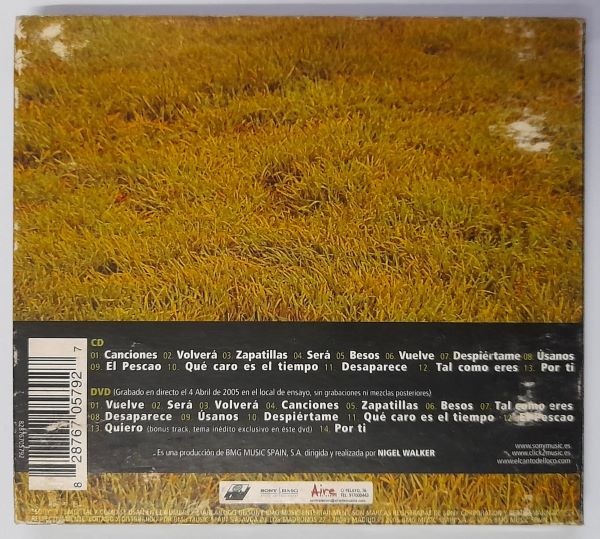 CD
01. Canciones 02. Volverá 03. Zapatillas 04. Será 05. Besos 06. Vuelve 07. Despiértame 08. Úsanos
09. El Pescao 10. Qué caro es el tiempo 11. Desaparece 12. Tal como eres 13. Por ti
DVD (Grabado en directo el 4 Abril de 2005 en el local de ensayo, sin grabaciones ni mezclas posteriores)
01. Vuelve 02. Será 03. Volverá 04. Canciones 05. Zapatillas 06. Besos 07. Tal como eres
08. Desaparece 09. Úsanos 10. Despiértame 11. Qué caro es el tiempo 12. El Pescao
13. Quiero (bonus track, tema inédito exclusivo en este dvd) 14. Por ti
Es una producción de BMG MUSIC SPAIN, S.A. dirigida y realizada por NIGEL WALKER
www.sonymusic.es
www.click2music.es
www.elcantodelloco.com
8 28767 05792 7
SONY BMG
MUSIC ENTERTAINMENT
Aire